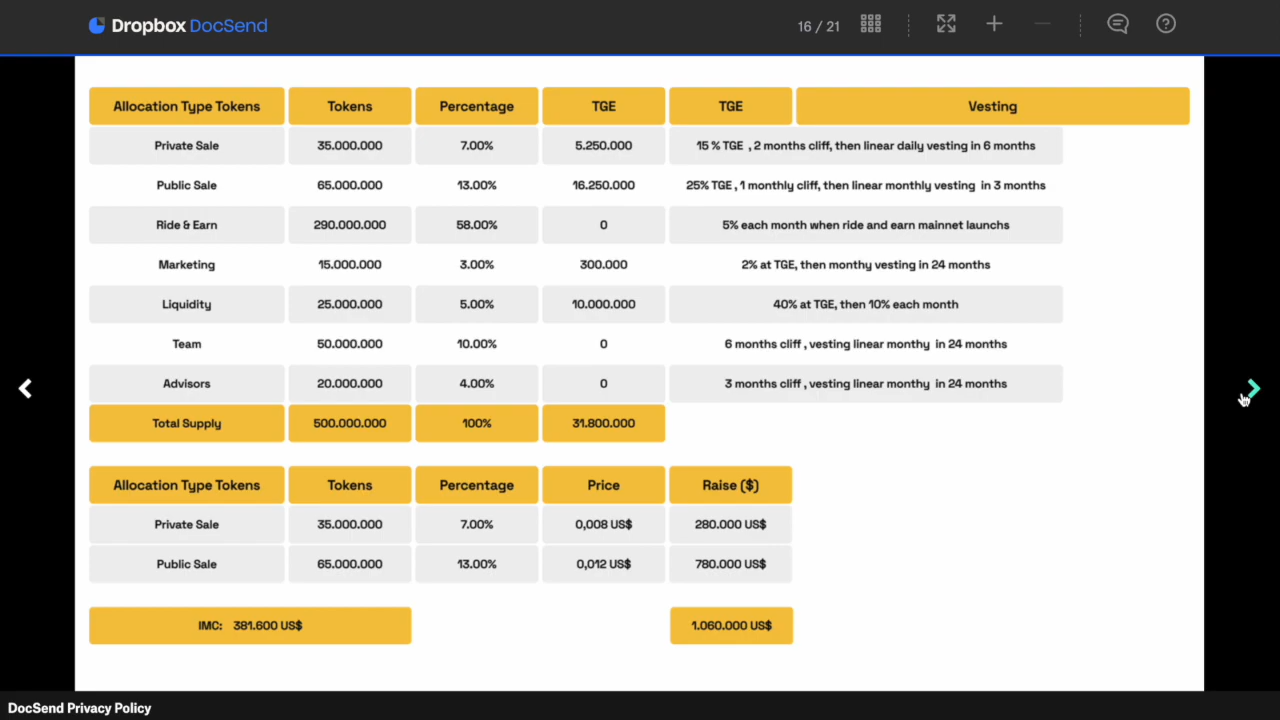 Dropbox DocSend
16 / 21
Allocation Type Tokens Tokens Percentage TGE TGE Vesting
Private Sale 35.000.000 7.00% 5.250.000 15 % TGE , 2 months cliff, then linear daily vesting in 6 months
Public Sale 65.000.000 13.00% 16.250.000 25% TGE , 1 monthly cliff, then linear monthly vesting in 3 months
Ride & Earn 290.000.000 58.00% 0 5% each month when ride and earn mainnet launchs
Marketing 15.000.000 3.00% 300.000 2% at TGE, then monthy vesting in 24 months
Liquidity 25.000.000 5.00% 10.000.000 40% at TGE, then 10% each month
Team 50.000.000 10.00% 0 6 months cliff , vesting linear monthy in 24 months
Advisors 20.000.000 4.00% 0 3 months cliff , vesting linear monthy in 24 months
Total Supply 500.000.000 100% 31.800.000
Allocation Type Tokens Tokens Percentage Price Raise ($)
Private Sale 35.000.000 7.00% 0,008 US$ 280.000 US$
Public Sale 65.000.000 13.00% 0,012 US$ 780.000 US$
IMC: 381.600 US$ 1.060.000 US$
DocSend Privacy Policy